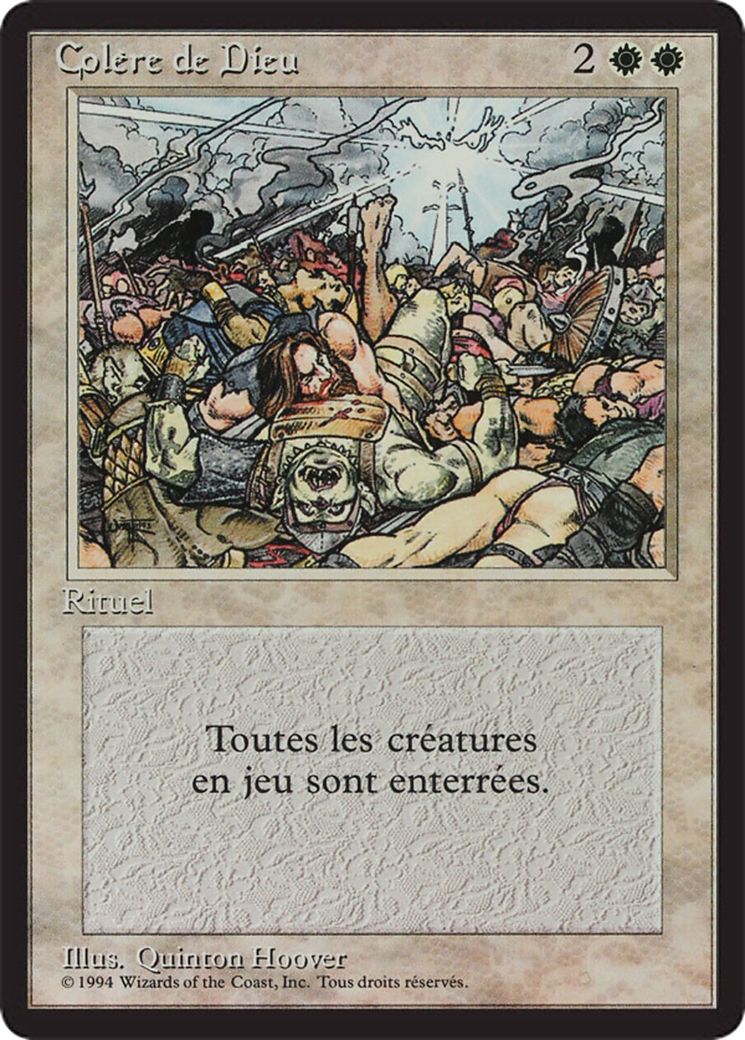 Colère de Dieu 2
Rituel
Toutes les créatures
en jeu sont enterrées.
Illus. Quinton Hoover
© 1994 Wizards of the Coast, Inc. Tous droits réservés.